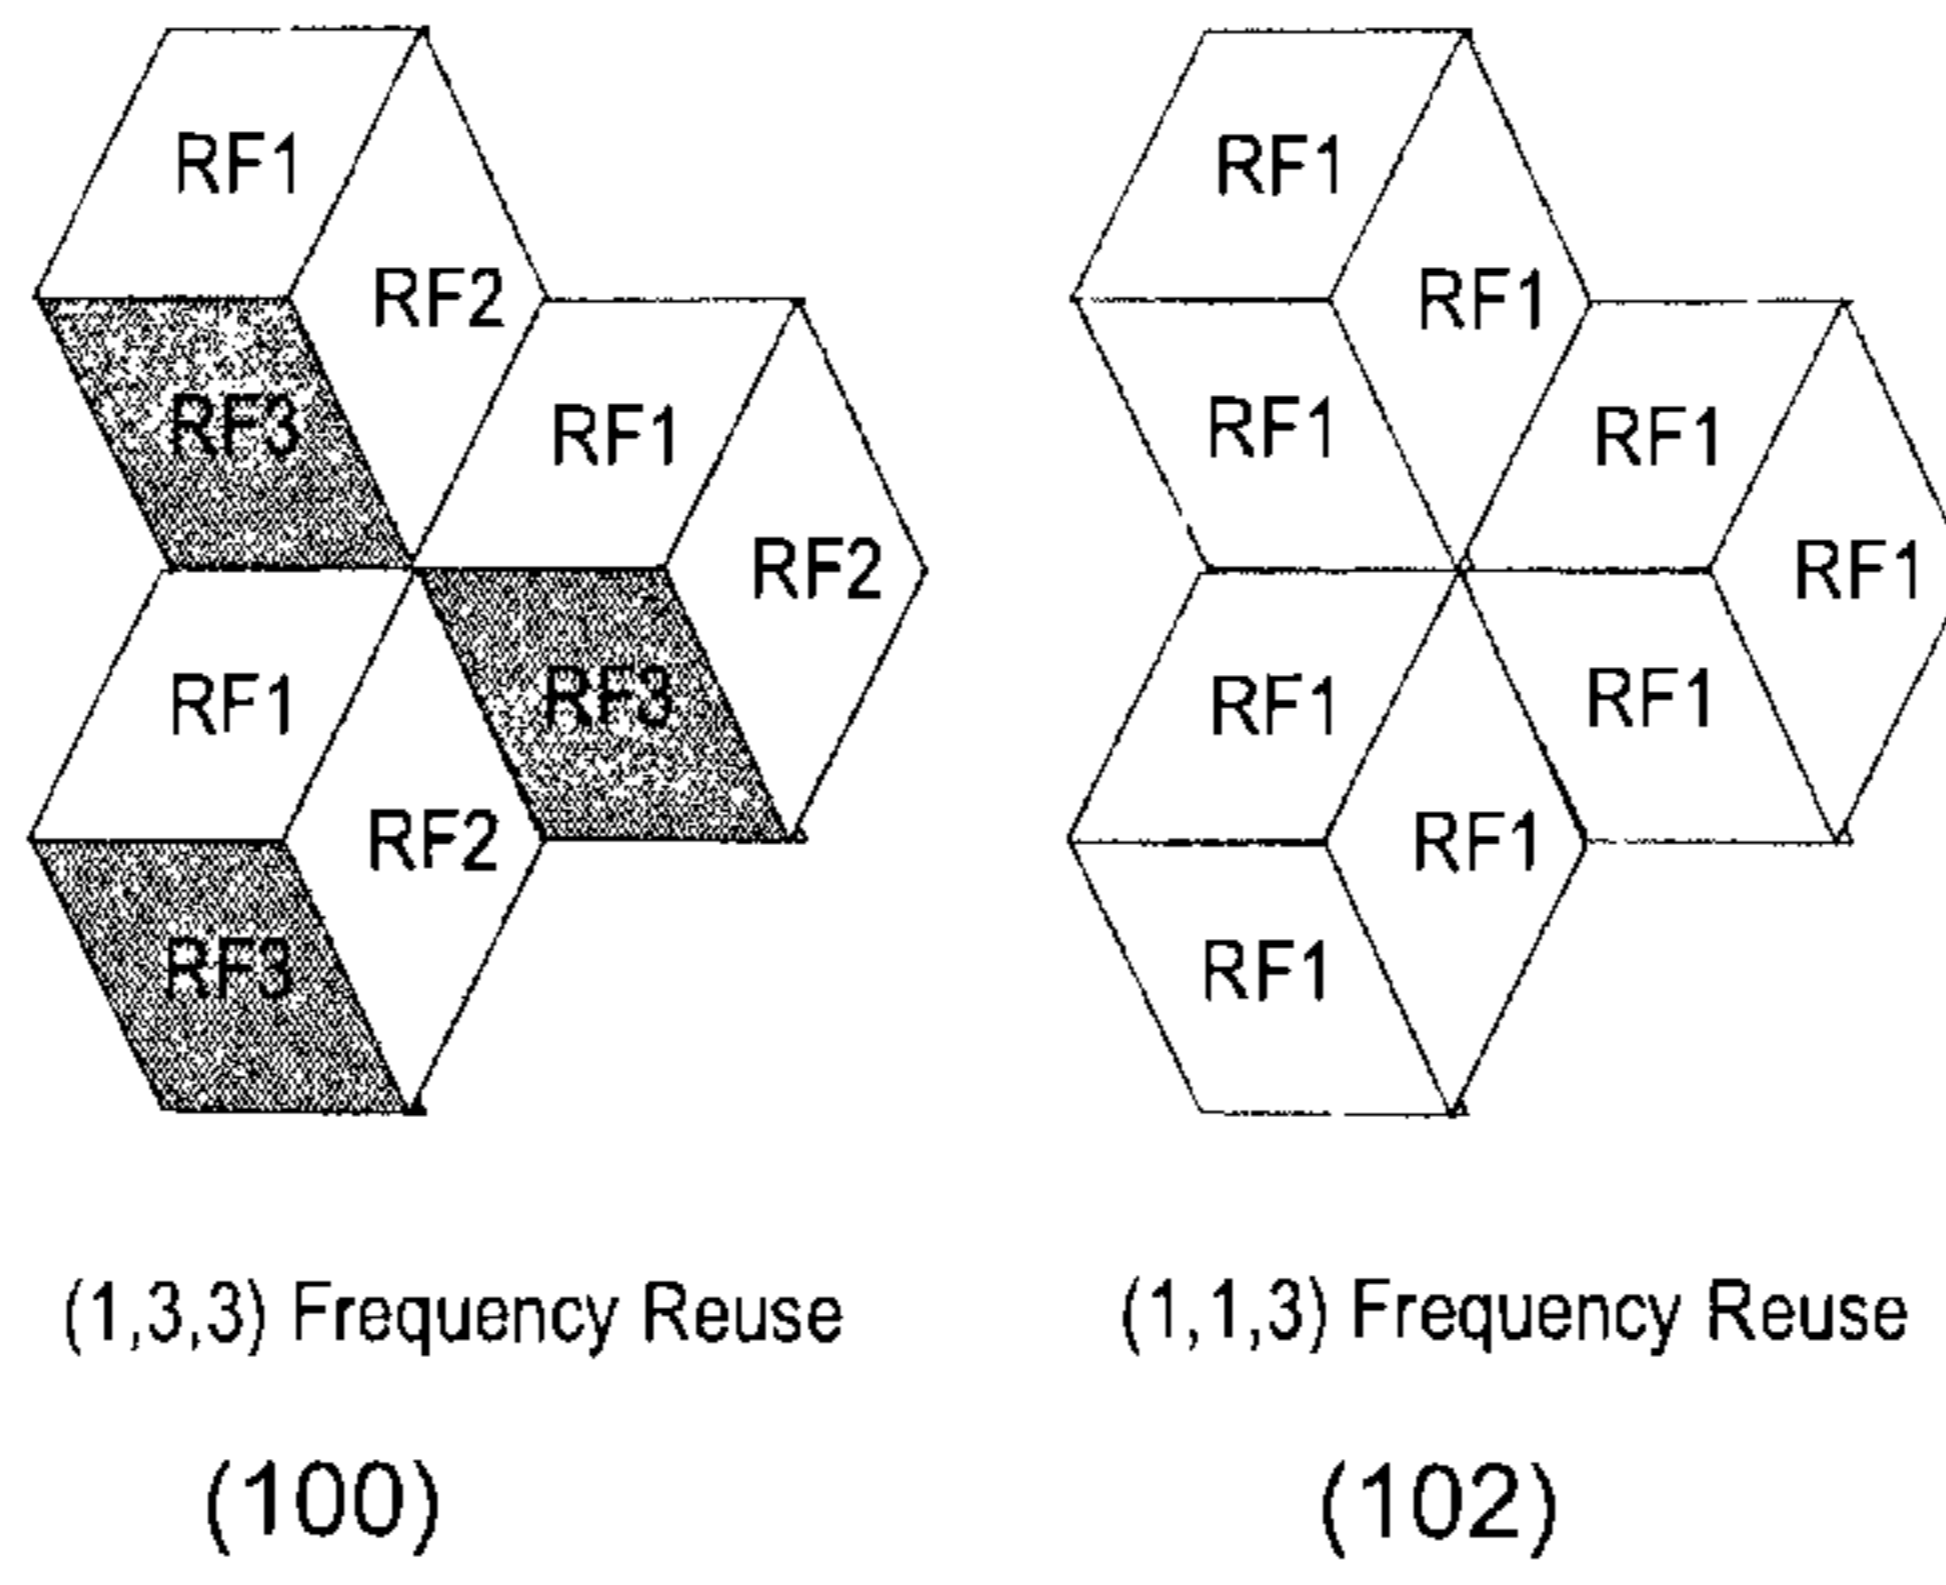 RF1
RF2
RF3
RF1
RF2
RF1
RF3
RF2
RF3
(1,3,3) Frequency Reuse
(100)
RF1
RF1
RF1
RF1
RF1
RF1
RF1
RF1
RF1
(1,1,3) Frequency Reuse
(102)